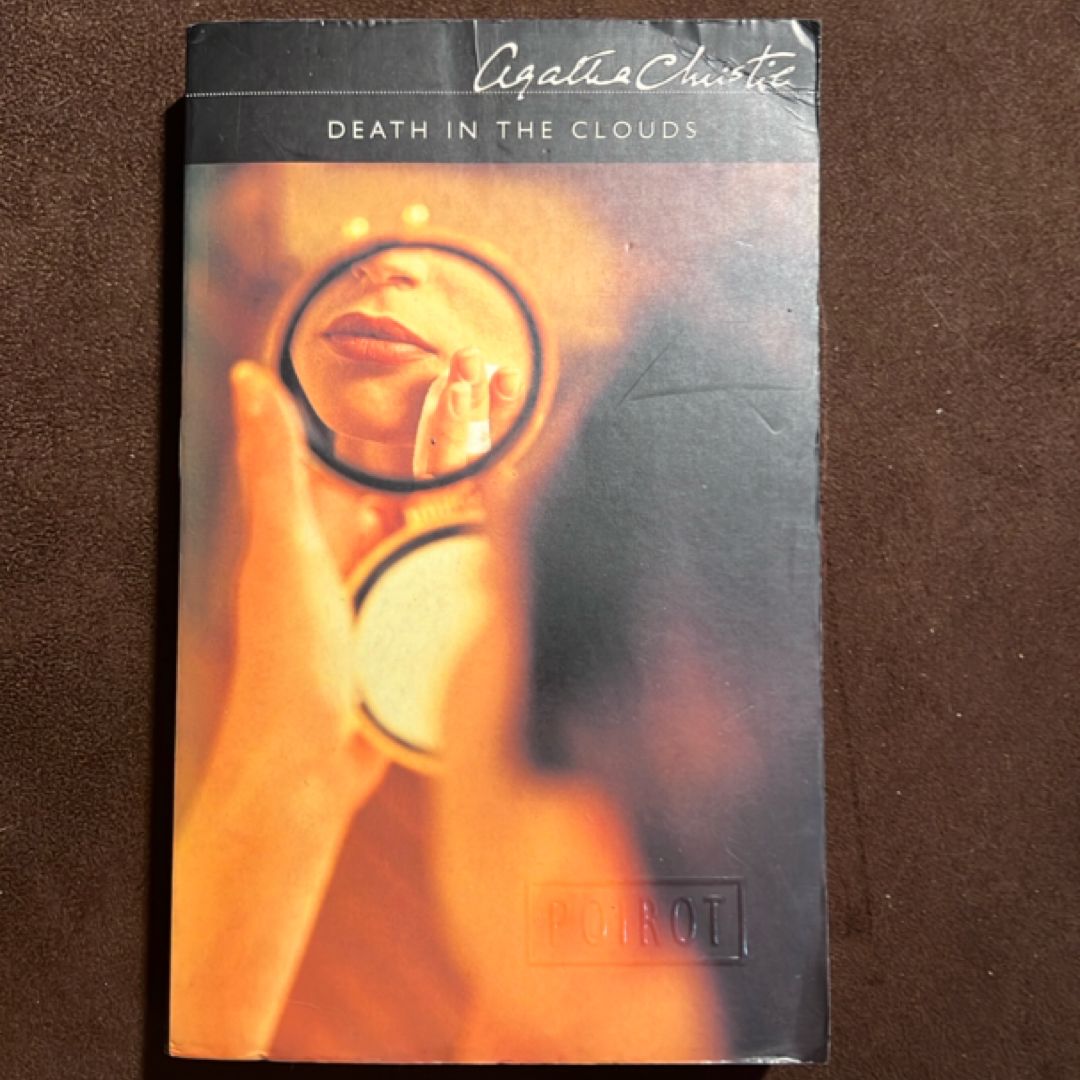 Agatha Christie
DEATH IN THE CLOUDS
POIROT